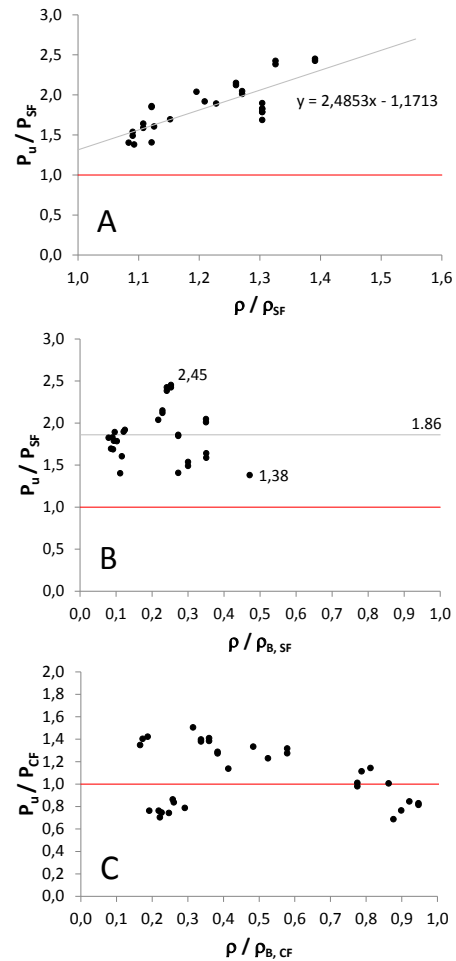 3,0
2,5
2,0
1,5
1,0
0,5
0,0
P_u / P_SF
y = 2,4853x - 1,1713
A
1,0 1,1 1,2 1,3 1,4 1,5 1,6
ρ / ρ_SF
3,0
2,5
2,0
1,5
1,0
0,5
0,0
P_u / P_SF
2,45
1.86
1,38
B
0,0 0,1 0,2 0,3 0,4 0,5 0,6 0,7 0,8 0,9 1,0
ρ / ρ_B, SF
2,0
1,8
1,6
1,4
1,2
1,0
0,8
0,6
0,4
0,2
0,0
P_u / P_CF
C
0,0 0,1 0,2 0,3 0,4 0,5 0,6 0,7 0,8 0,9 1,0
ρ / ρ_B, CF